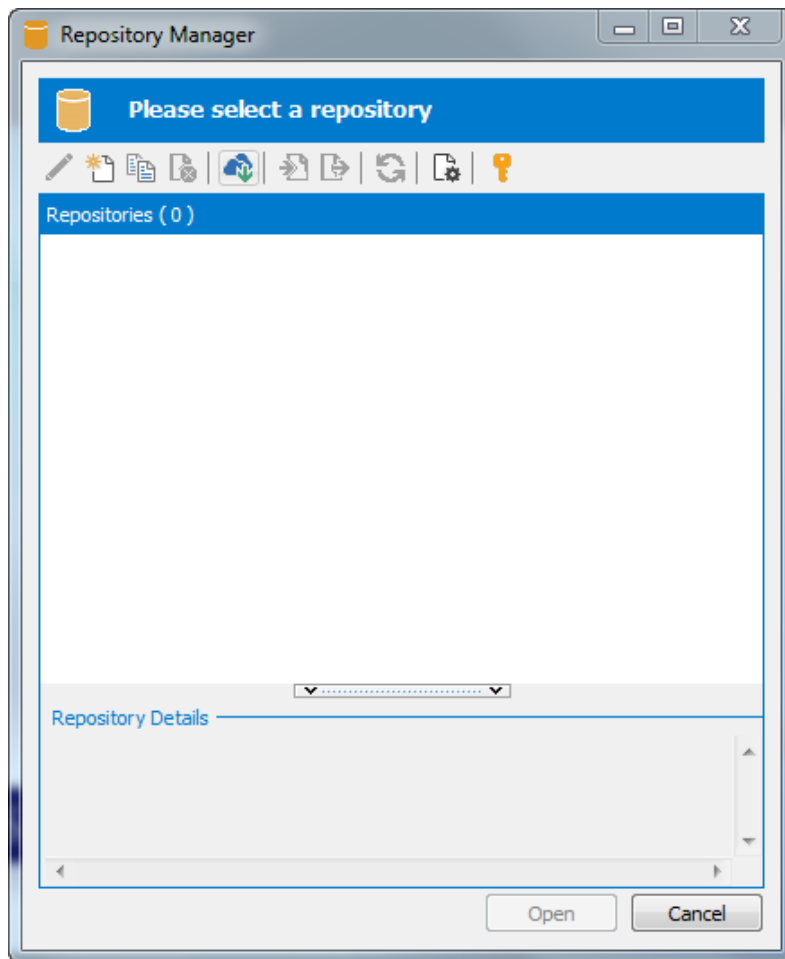 Repository Manager
Please select a repository
Repositories ( 0 )
Repository Details
Open
Cancel